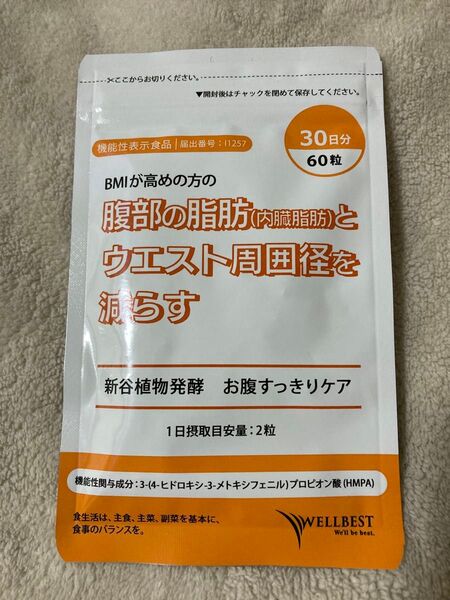 ここからお切りください。
▼開封後はチャックを閉めて保存してください。
機能性表示食品 届出番号:I1257
30日分
60粒
BMIが高めの方の
腹部の脂肪(内臓脂肪)と
ウエスト周囲径を
減らす
新谷植物発酵 お腹すっきりケア
1日摂取目安量:2粒
機能性関与成分:3-(4-ヒドロキシ-3-メトキシフェニル)プロピオン酸(HMPA)
食生活は、主食、主菜、副菜を基本に、
食事のバランスを。
WELLBEST
We'll be beat.